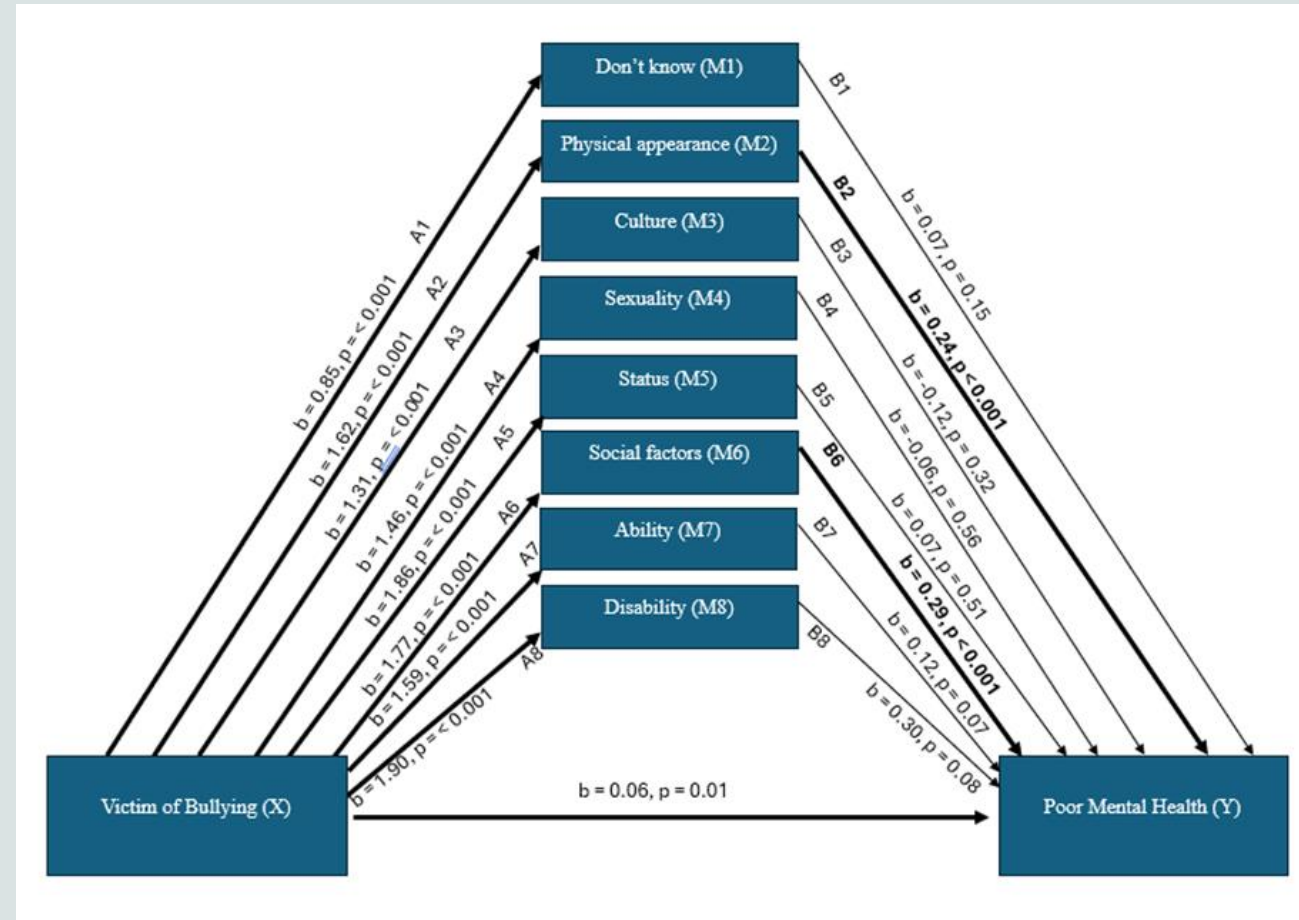 Don't know (M1)
Physical appearance (M2)
Culture (M3)
Sexuality (M4)
Status (M5)
Social factors (M6)
Ability (M7)
Disability (M8)
Victim of Bullying (X)
Poor Mental Health (Y)
A1
b = 0.85, p = < 0.001
A2
b = 1.62, p = < 0.001
A3
b = 1.31, p = < 0.001
A4
b = 1.46, p = < 0.001
A5
b = 1.86, p = < 0.001
A6
b = 1.77, p = < 0.001
A7
b = 1.59, p = < 0.001
A8
b = 1.90, p = < 0.001
B1
b = 0.07, p = 0.15
B2
b = 0.24, p < 0.001
B3
b = -0.12, p = 0.32
B4
b = -0.06, p = 0.56
B5
b = 0.07, p = 0.51
B6
b = 0.29, p < 0.001
B7
b = 0.12, p = 0.07
B8
b = 0.30, p = 0.08
b = 0.06, p = 0.01